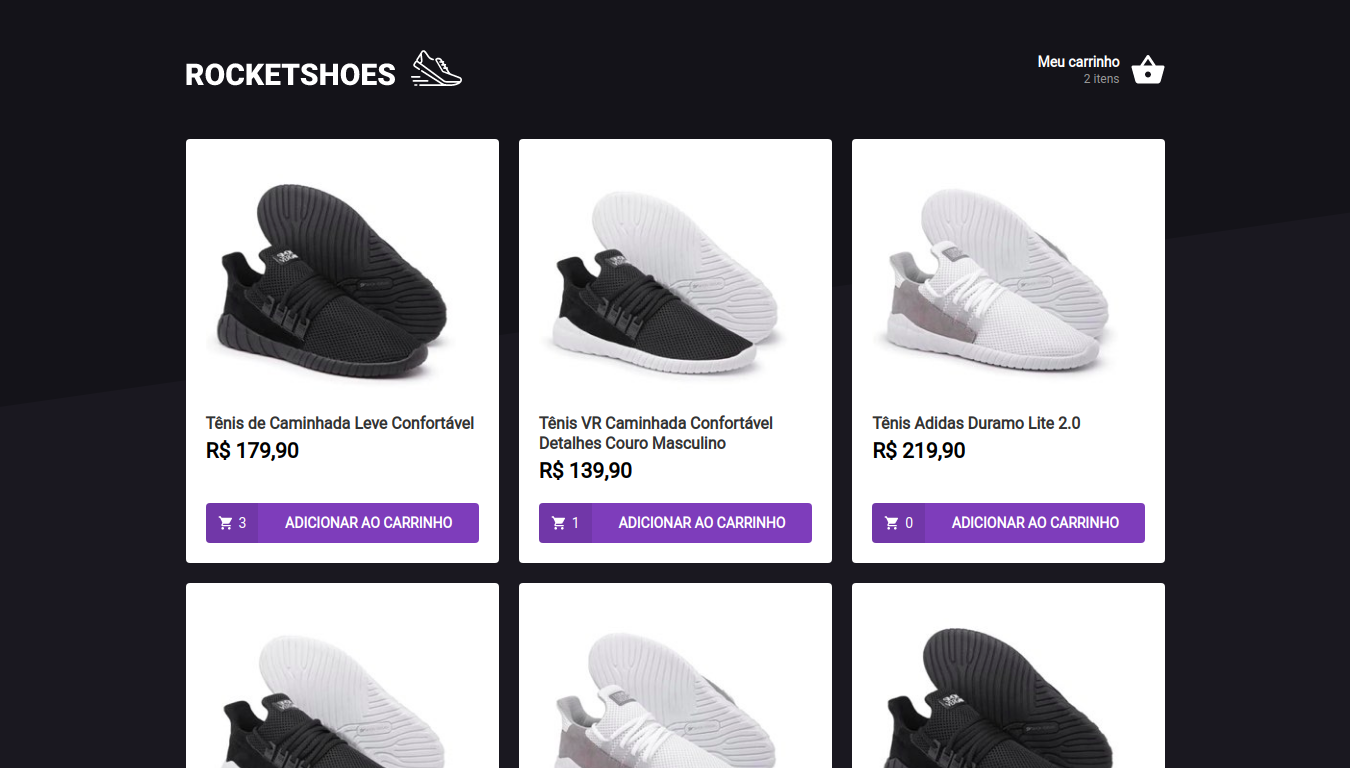 ROCKETSHOES
Meu carrinho
2 itens
Tênis de Caminhada Leve Confortável
R$ 179,90
3 ADICIONAR AO CARRINHO
Tênis VR Caminhada Confortável
Detalhes Couro Masculino
R$ 139,90
1 ADICIONAR AO CARRINHO
Tênis Adidas Duramo Lite 2.0
R$ 219,90
0 ADICIONAR AO CARRINHO